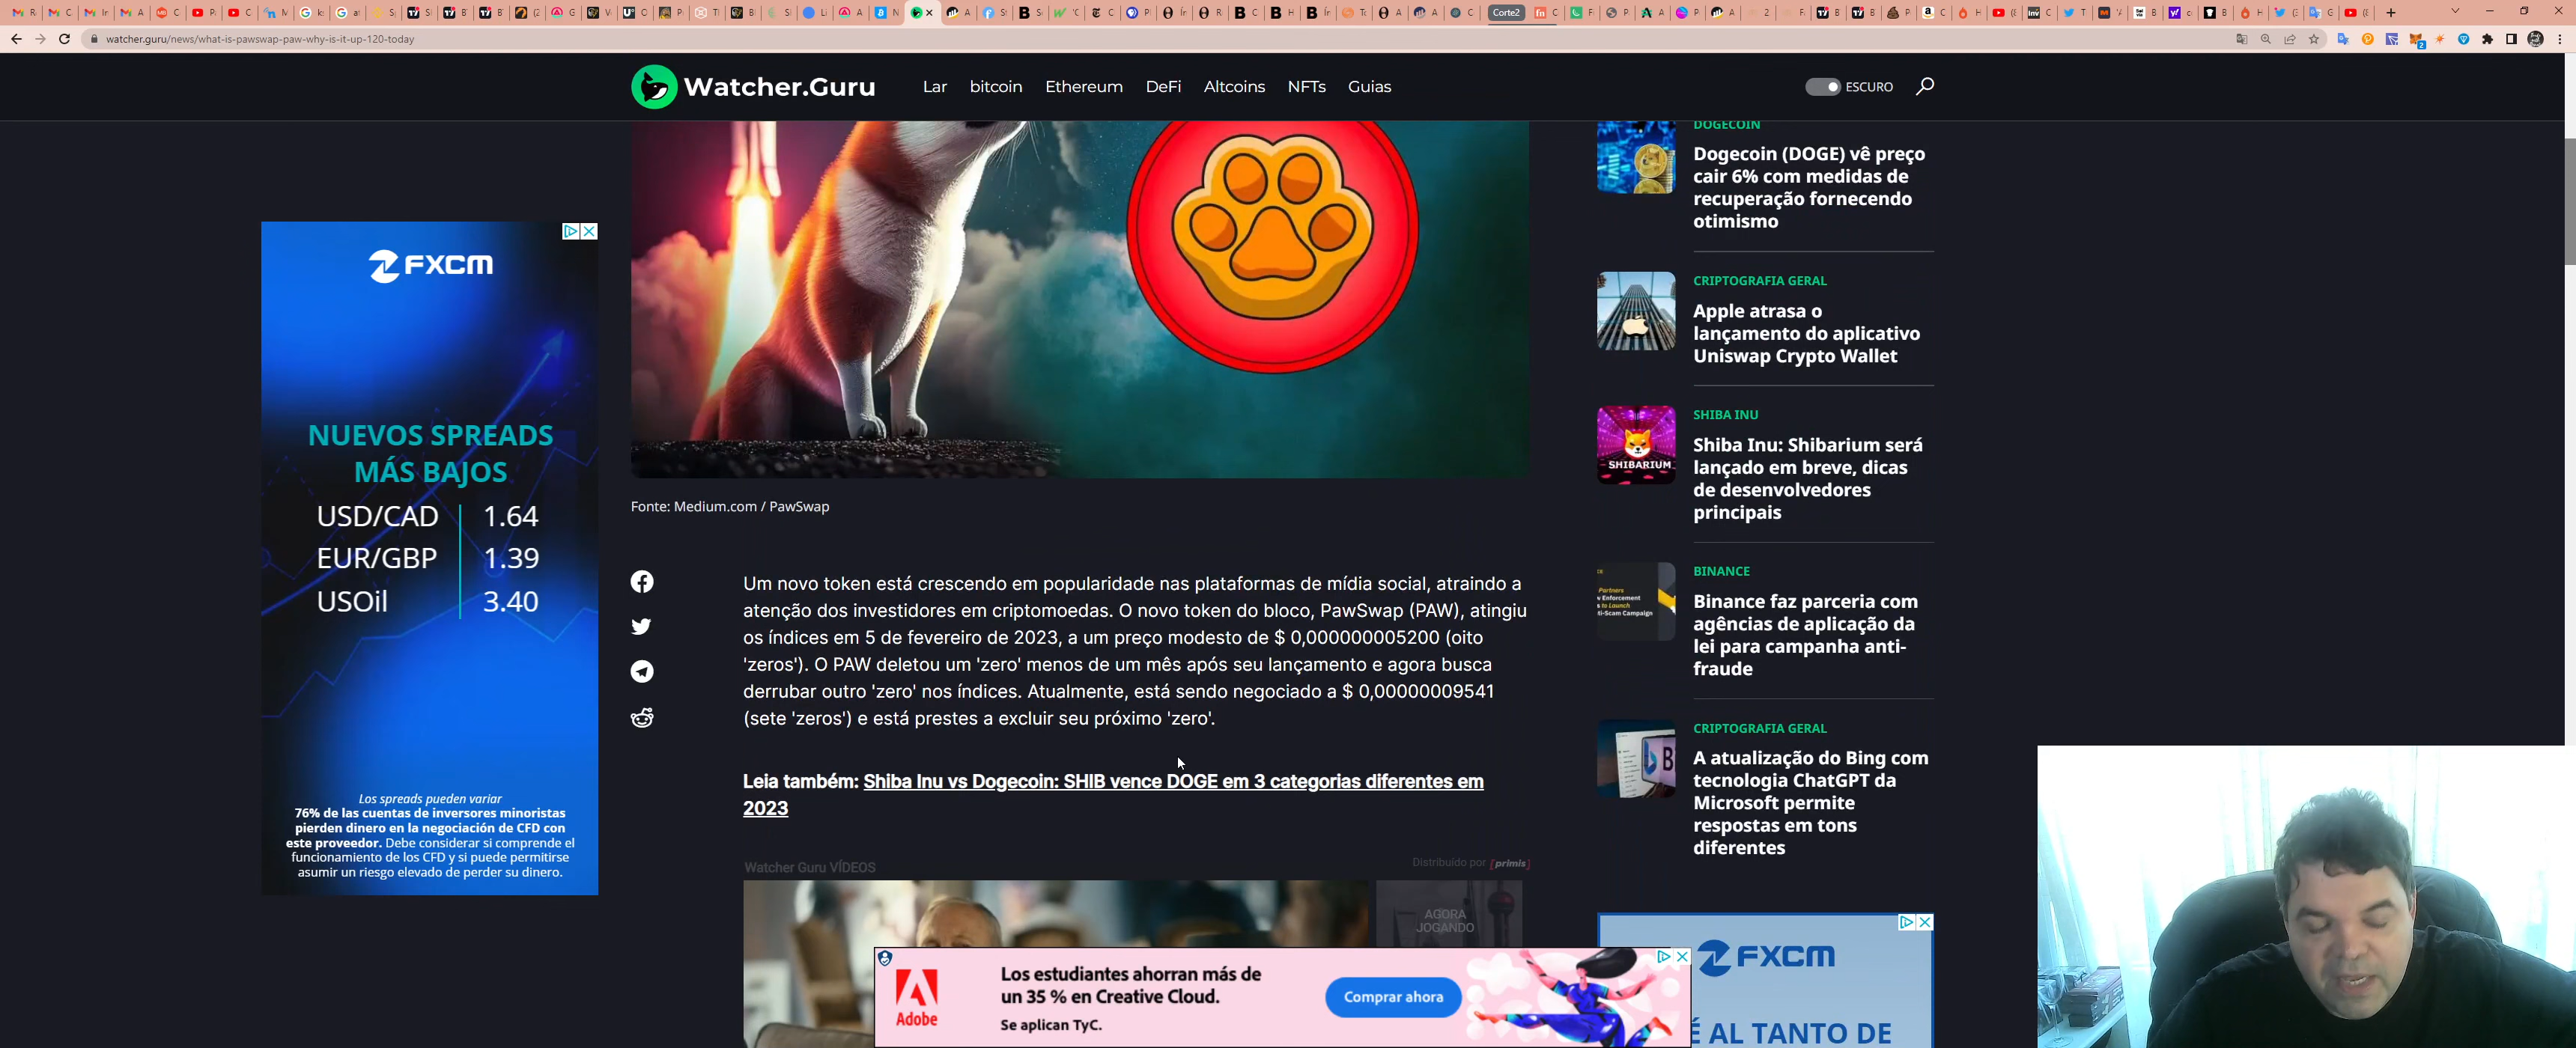 Corte2
watcher.guru/news/what-is-pawswap-paw-why-is-it-up-120-today
Watcher.Guru
Lar
bitcoin
Ethereum
DeFi
Altcoins
NFTs
Guias
ESCURO
FXCM
NUEVOS SPREADS
MÁS BAJOS
USD/CAD 1.64
EUR/GBP 1.39
USOil 3.40
Los spreads pueden variar
76% de las cuentas de inversores minoristas
pierden dinero en la negociación de CFD con
este proveedor. Debe considerar si comprende el
funcionamiento de los CFD y si puede permitirse
asumir un riesgo elevado de perder su dinero.
Fonte: Medium.com / PawSwap
Um novo token está crescendo em popularidade nas plataformas de mídia social, atraindo a
atenção dos investidores em criptomoedas. O novo token do bloco, PawSwap (PAW), atingiu
os índices em 5 de fevereiro de 2023, a um preço modesto de $ 0,000000005200 (oito
'zeros'). O PAW deletou um 'zero' menos de um mês após seu lançamento e agora busca
derrubar outro 'zero' nos índices. Atualmente, está sendo negociado a $ 0,00000009541
(sete 'zeros') e está prestes a excluir seu próximo 'zero'.
Leia também: Shiba Inu vs Dogecoin: SHIB vence DOGE em 3 categorias diferentes em
2023
Watcher Guru VÍDEOS
Distribuído por [primis]
AGORA
JOGANDO
Adobe
Los estudiantes ahorran más de
un 35 % en Creative Cloud.
Se aplican TyC.
Comprar ahora
DOGECOIN
Dogecoin (DOGE) vê preço
cair 6% com medidas de
recuperação fornecendo
otimismo
CRIPTOGRAFIA GERAL
Apple atrasa o
lançamento do aplicativo
Uniswap Crypto Wallet
SHIBARIUM
SHIBA INU
Shiba Inu: Shibarium será
lançado em breve, dicas
de desenvolvedores
principais
Partners
Enforcement
to Launch
ti-Scam Campaign
BINANCE
Binance faz parceria com
agências de aplicação da
lei para campanha anti-
fraude
CRIPTOGRAFIA GERAL
A atualização do Bing com
tecnologia ChatGPT da
Microsoft permite
respostas em tons
diferentes
FXCM
É AL TANTO DE